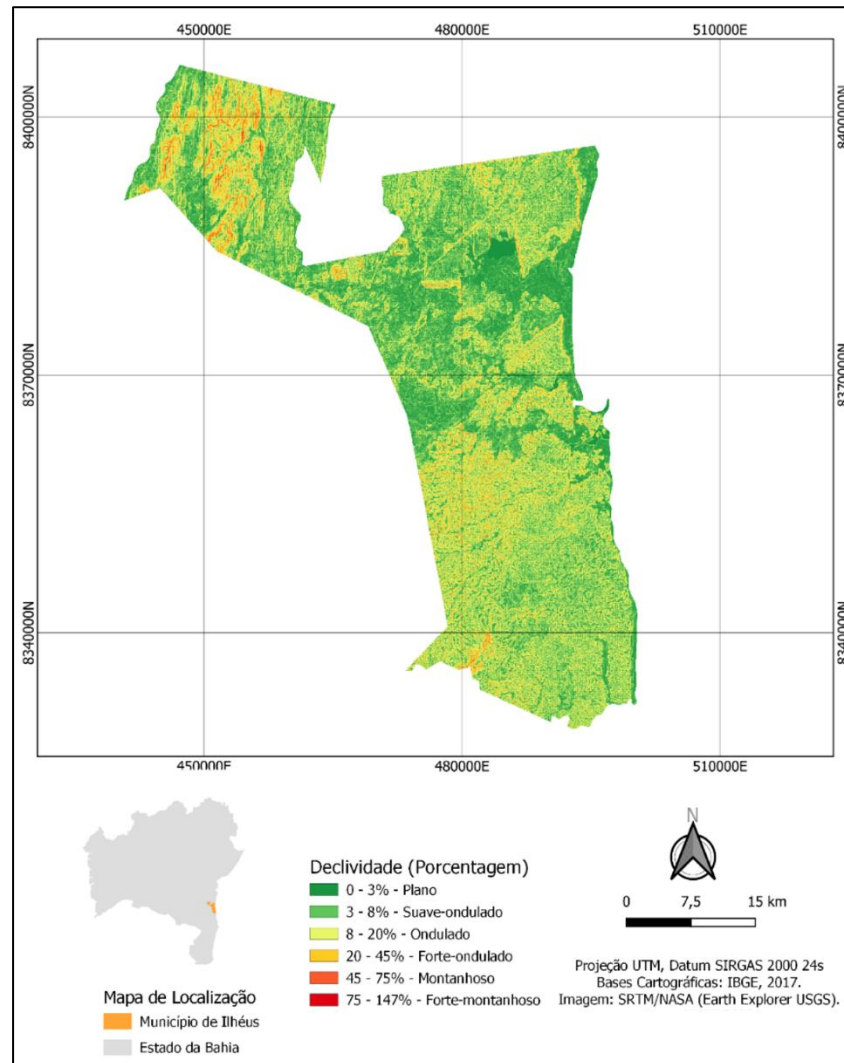 450000E 480000E 510000E
8400000N 8400000N
8370000N 8370000N
8340000N 8340000N
450000E 480000E 510000E
N
Declividade (Porcentagem)
0 - 3% - Plano
3 - 8% - Suave-ondulado
8 - 20% - Ondulado
20 - 45% - Forte-ondulado
45 - 75% - Montanhoso
75 - 147% - Forte-montanhoso
0 7,5 15 km
Projeção UTM, Datum SIRGAS 2000 24s
Bases Cartográficas: IBGE, 2017.
Imagem: SRTM/NASA (Earth Explorer USGS).
Mapa de Localização
Município de Ilhéus
Estado da Bahia